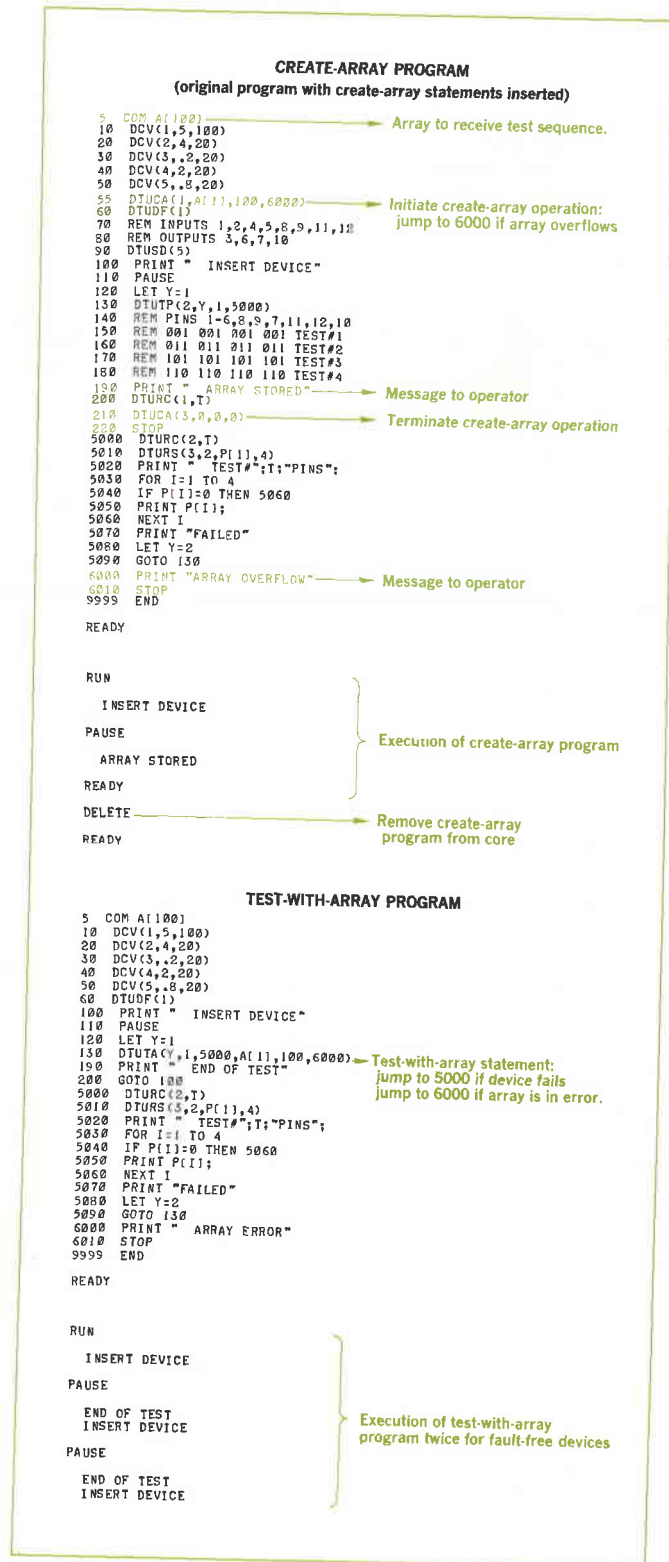 CREATE-ARRAY PROGRAM
(original program with create-array statements inserted)
5 COM A[100] Array to receive test sequence.
10 DCV(1,5,100)
20 DCV(2,4,20)
30 DCV(3,.2,20)
40 DCV(4,2,20)
50 DCV(5,.8,20)
55 DTUCA(1,A[1],100,6000) Initiate create-array operation:
60 DTUDF(1) jump to 6000 if array overflows
70 REM INPUTS 1,2,4,5,8,9,11,12
80 REM OUTPUTS 3,6,7,10
90 DTUSD(5)
100 PRINT " INSERT DEVICE"
110 PAUSE
120 LET Y=1
130 DTUTP(2,Y,1,5000)
140 REM PINS 1-6,8,9,7,11,12,10
150 REM 001 001 001 001 TEST#1
160 REM 011 011 011 011 TEST#2
170 REM 101 101 101 101 TEST#3
180 REM 110 110 110 110 TEST#4
190 PRINT " ARRAY STORED" Message to operator
200 DTURC(1,T)
210 DTUCA(3,0,0,0) Terminate create-array operation
220 STOP
5000 DTURC(2,T)
5010 DTURS(3,2,P[1],4)
5020 PRINT " TEST#";T;"PINS";
5030 FOR I=1 TO 4
5040 IF P[I]=0 THEN 5060
5050 PRINT P[I];
5060 NEXT I
5070 PRINT "FAILED"
5080 LET Y=2
5090 GOTO 130
6000 PRINT "ARRAY OVERFLOW" Message to operator
6010 STOP
9999 END
READY
RUN
INSERT DEVICE
PAUSE
Execution of create-array program
ARRAY STORED
READY
DELETE Remove create-array
program from core
READY
TEST-WITH-ARRAY PROGRAM
5 COM A[100]
10 DCV(1,5,100)
20 DCV(2,4,20)
30 DCV(3,.2,20)
40 DCV(4,2,20)
50 DCV(5,.8,20)
60 DTUDF(1)
100 PRINT " INSERT DEVICE"
110 PAUSE
120 LET Y=1
130 DTUTA(Y,1,5000,A[1],100,6000) Test-with-array statement:
190 PRINT " END OF TEST" jump to 5000 if device fails
200 GOTO 100 jump to 6000 if array is in error.
5000 DTURC(2,T)
5010 DTURS(3,2,P[1],4)
5020 PRINT " TEST#";T;"PINS";
5030 FOR I=1 TO 4
5040 IF P[I]=0 THEN 5060
5050 PRINT P[I];
5060 NEXT I
5070 PRINT "FAILED"
5080 LET Y=2
5090 GOTO 130
6000 PRINT " ARRAY ERROR"
6010 STOP
9999 END
READY
RUN
INSERT DEVICE
PAUSE
END OF TEST
INSERT DEVICE
Execution of test-with-array
program twice for fault-free devices
PAUSE
END OF TEST
INSERT DEVICE